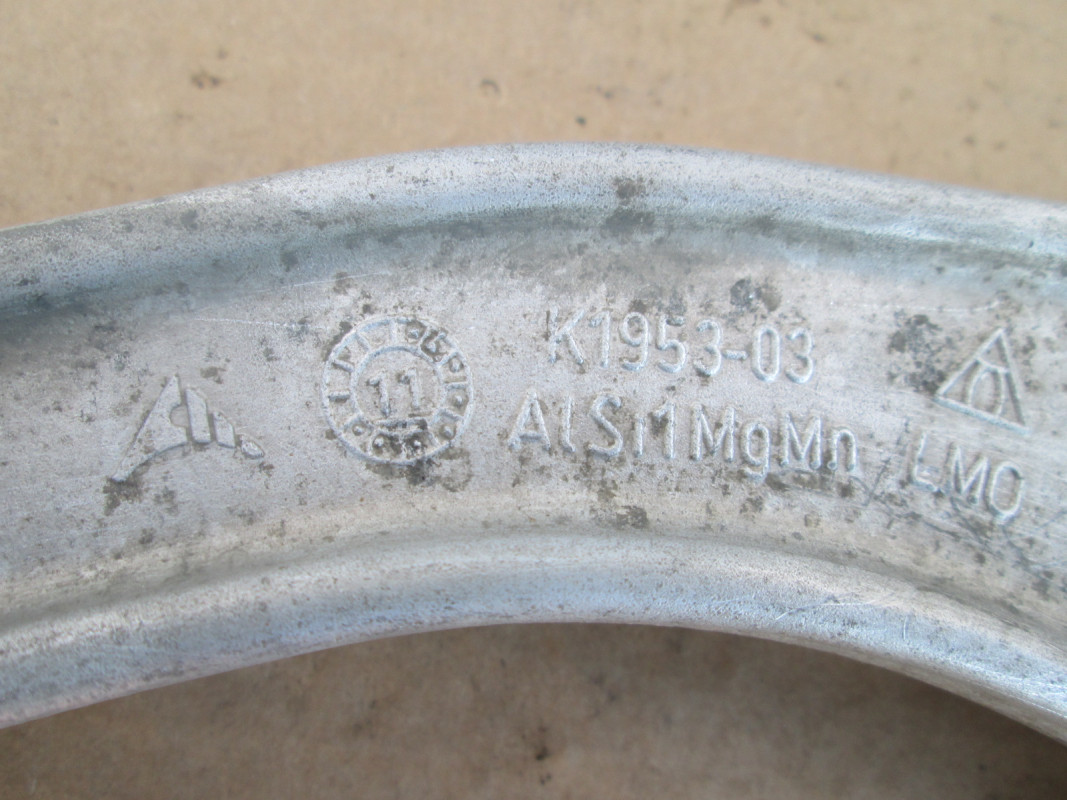 11
K1953-03
AlSi1MgMn
LMO